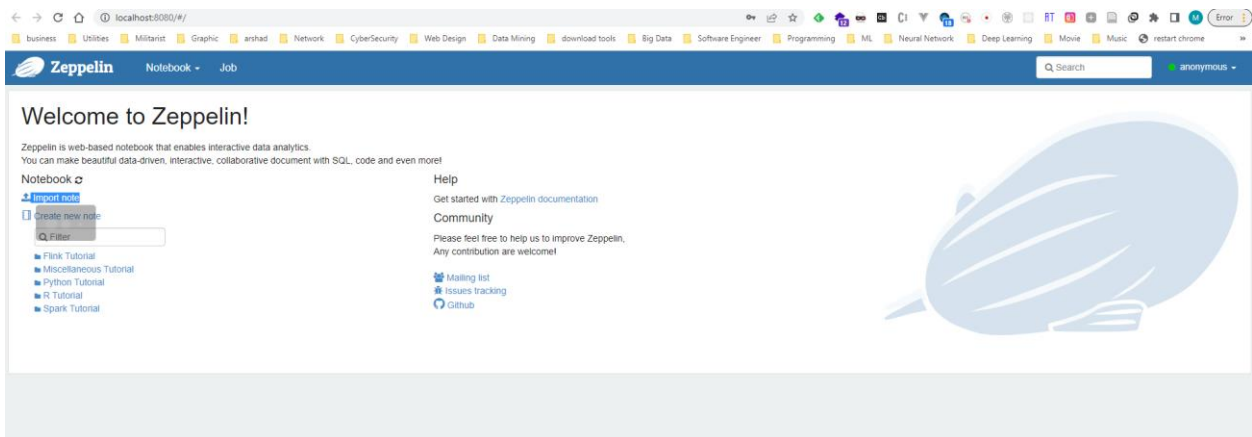 localhost:8080/#/
12
18
RT
M
Error
business Utilities Militarist Graphic arshad Network CyberSecurity Web Design Data Mining download tools Big Data Software Engineer Programming ML Neural Network Deep Learning Movie Music restart chrome »
Zeppelin Notebook Job Search anonymous
Welcome to Zeppelin!
Zeppelin is web-based notebook that enables interactive data analytics.
You can make beautiful data-driven, interactive, collaborative document with SQL, code and even more!
Notebook
Import note
Create new note
Filter
Flink Tutorial
Miscellaneous Tutorial
Python Tutorial
R Tutorial
Spark Tutorial
Help
Get started with Zeppelin documentation
Community
Please feel free to help us to improve Zeppelin,
Any contribution are welcome!
Mailing list
Issues tracking
Github